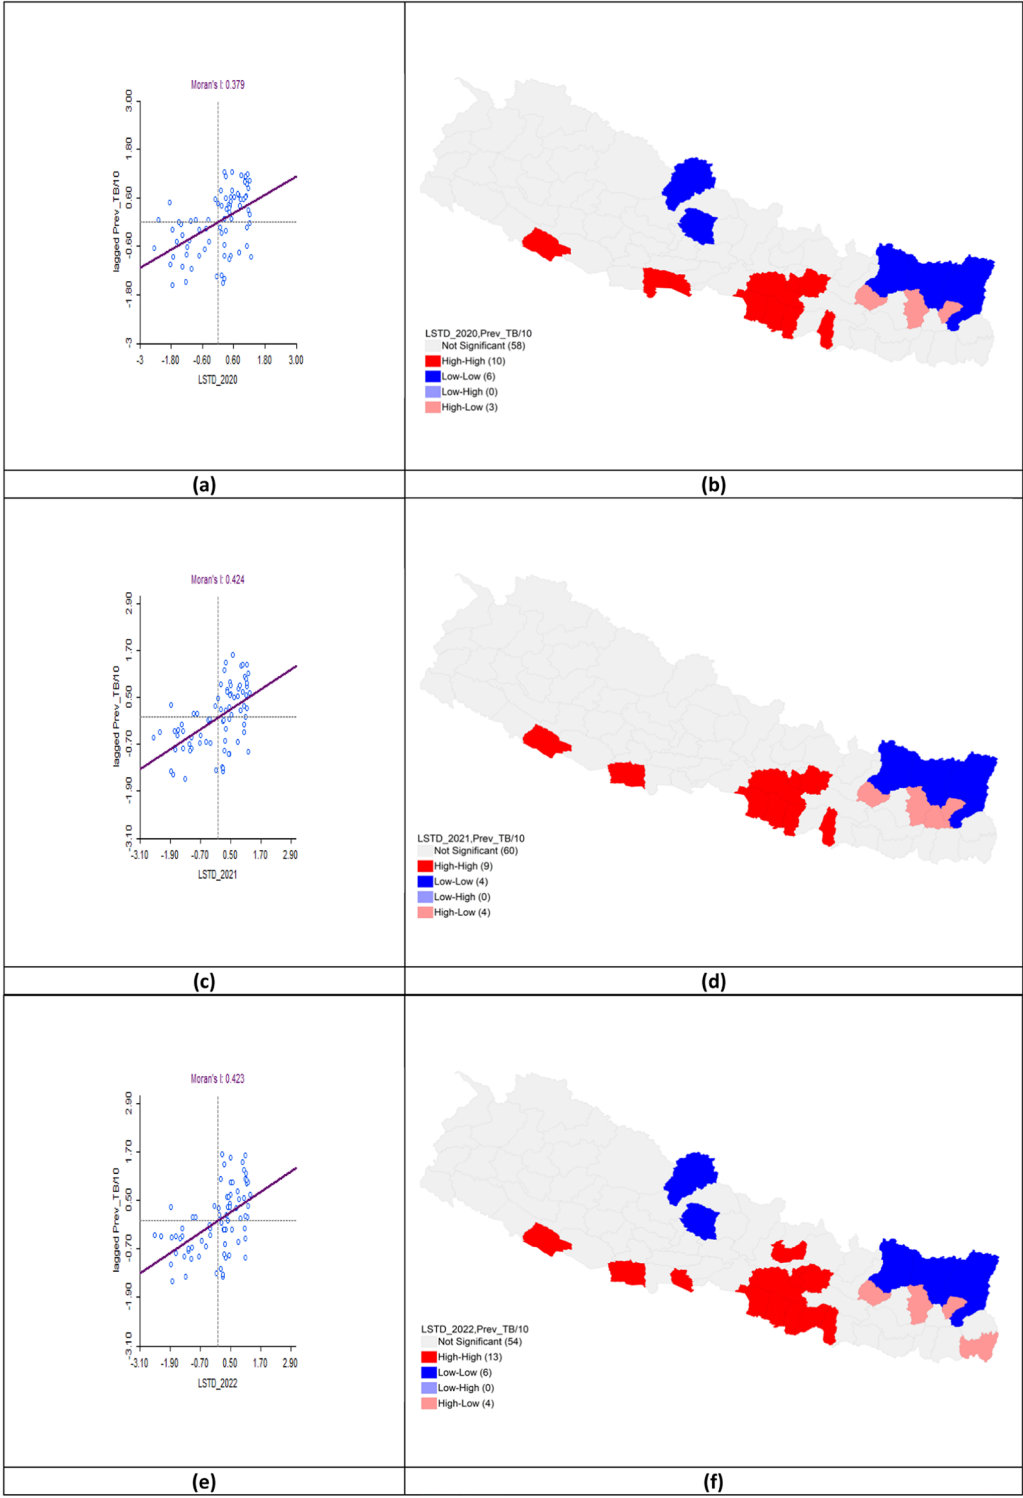 Moran's I: 0.379
3.00
1.80
0.60
-0.60
-1.80
-3
lagged Prev_TB/10
-3 -1.80 -0.60 0.60 1.80 3.00
LSTD_2020
LSTD_2020,Prev_TB/10
Not Significant (58)
High-High (10)
Low-Low (6)
Low-High (0)
High-Low (3)
(a)
(b)
Moran's I: 0.424
2.90
1.70
0.50
-0.70
-1.90
-3.10
lagged Prev_TB/10
-3.10 -1.90 -0.70 0.50 1.70 2.90
LSTD_2021
LSTD_2021,Prev_TB/10
Not Significant (60)
High-High (9)
Low-Low (4)
Low-High (0)
High-Low (4)
(c)
(d)
Moran's I: 0.423
2.90
1.70
0.50
-0.70
-1.90
-3.10
lagged Prev_TB/10
-3.10 -1.90 -0.70 0.50 1.70 2.90
LSTD_2022
LSTD_2022,Prev_TB/10
Not Significant (54)
High-High (13)
Low-Low (6)
Low-High (0)
High-Low (4)
(e)
(f)